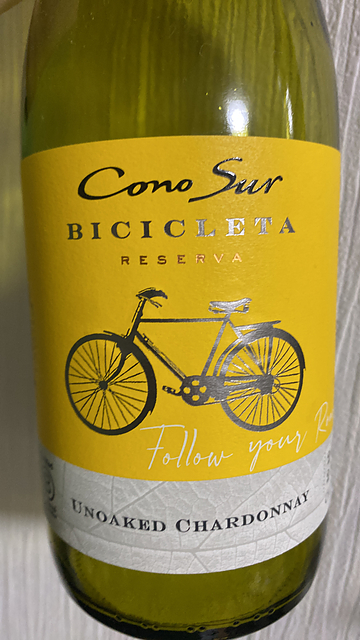 Cono Sur
BICICLETA
RESERVA
Follow your
UNOAKED CHARDONNAY